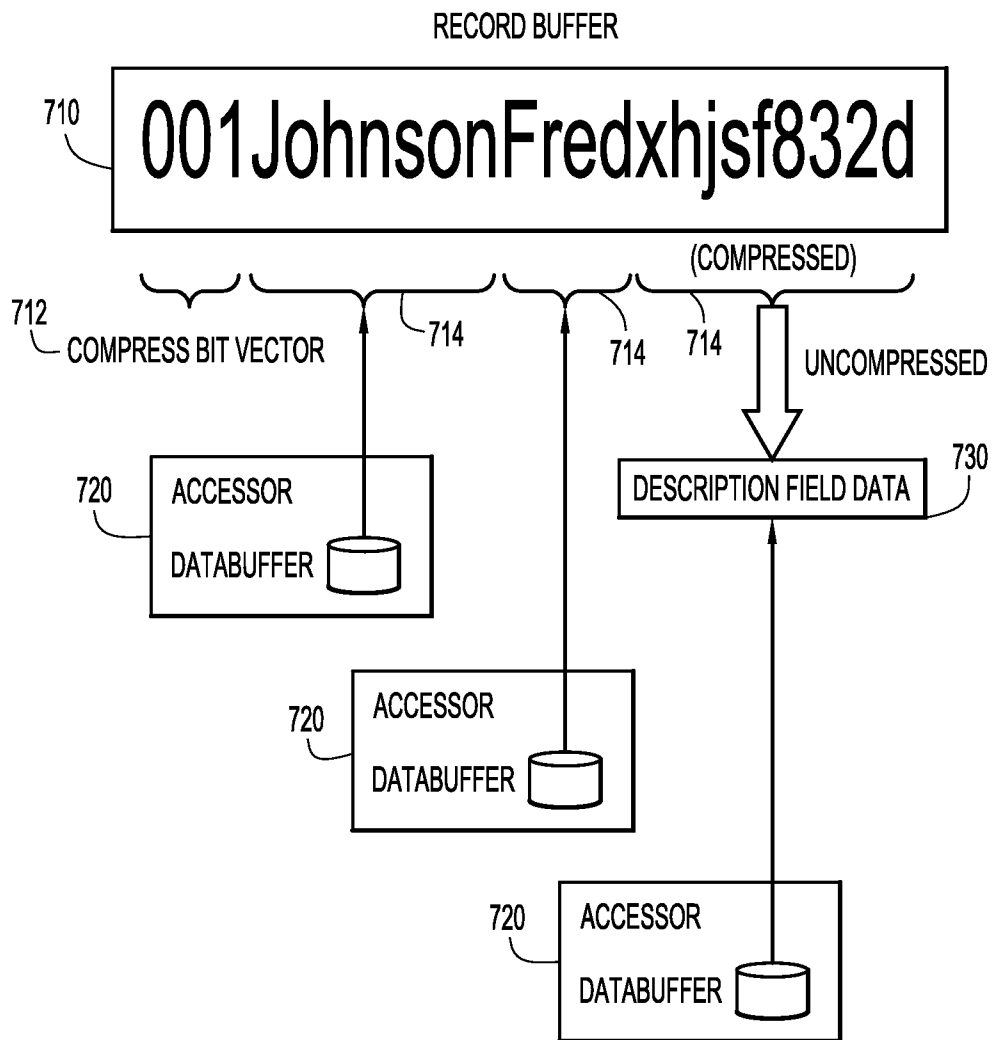 RECORD BUFFER
710
001JohnsonFredxhjsf832d
(COMPRESSED)
712
COMPRESS BIT VECTOR
714
714
714
UNCOMPRESSED
720
ACCESSOR
DATABUFFER
DESCRIPTION FIELD DATA
730
720
ACCESSOR
DATABUFFER
720
ACCESSOR
DATABUFFER